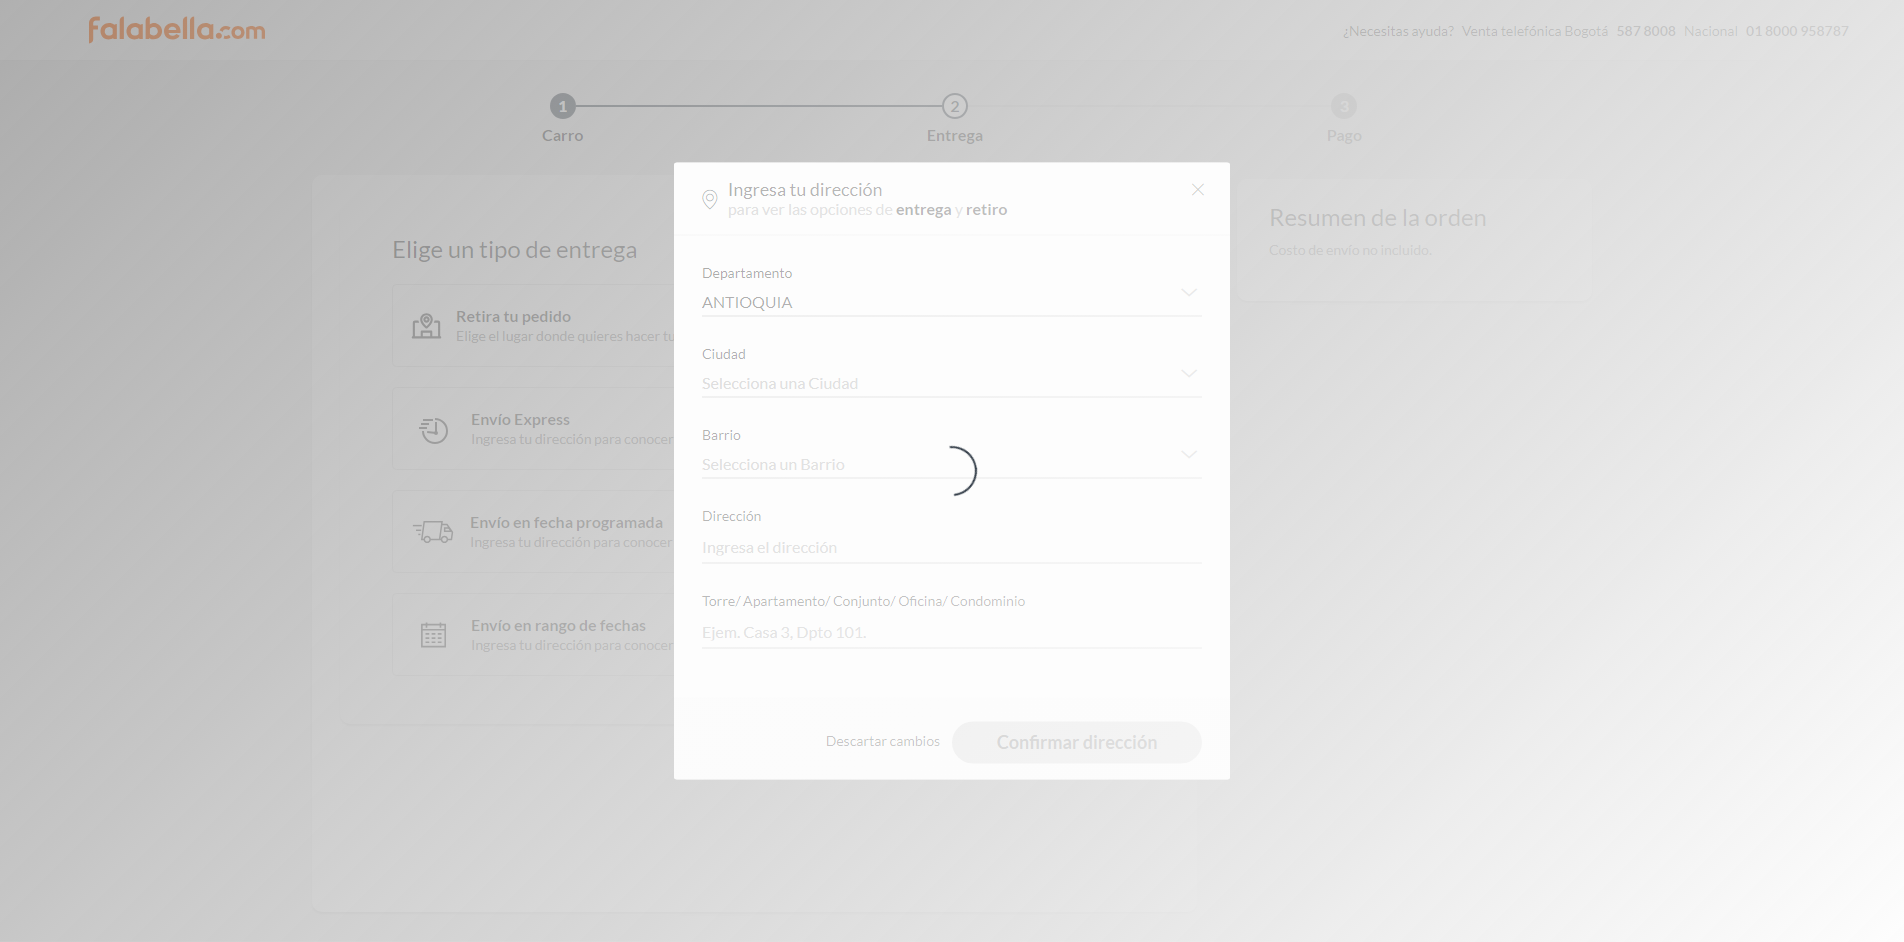 falabella.com
¿Necesitas ayuda? Venta telefónica Bogotá 587 8008 Nacional 01 8000 958787
1
2
3
Carro
Entrega
Pago
Elige un tipo de entrega
Retira tu pedido
Elige el lugar donde quieres hacer tu
Envío Express
Ingresa tu dirección para conocer
Envío en fecha programada
Ingresa tu dirección para conocer
Envío en rango de fechas
Ingresa tu dirección para conocer
Ingresa tu dirección
para ver las opciones de entrega y retiro
Departamento
ANTIOQUIA
Ciudad
Selecciona una Ciudad
Barrio
Selecciona un Barrio
Dirección
Ingresa el dirección
Torre/ Apartamento/ Conjunto/ Oficina/ Condominio
Ejem. Casa 3, Dpto 101.
Descartar cambios
Confirmar dirección
Resumen de la orden
Costo de envío no incluido.